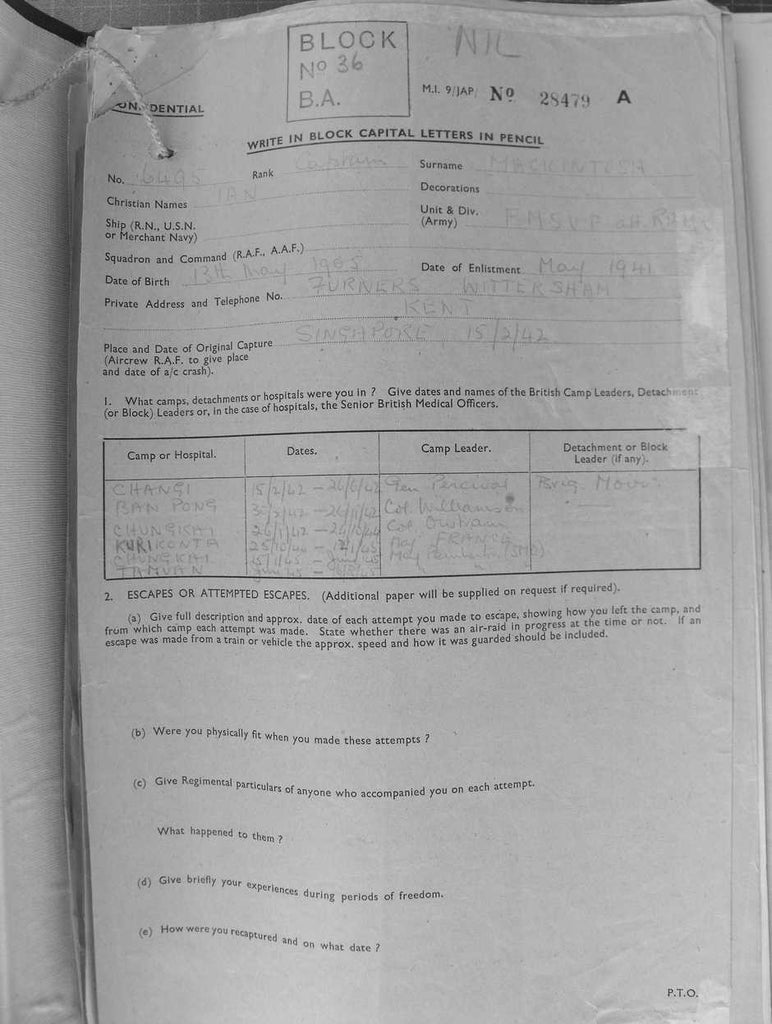 BLOCK
Nº 36
B.A.
NIL
M.I. 9/JAP Nº 28479 A
CONFIDENTIAL
WRITE IN BLOCK CAPITAL LETTERS IN PENCIL
No. Rank Captain Surname MACKINTOSH
Christian Names IAN Decorations
Ship (R.N., U.S.N. or Merchant Navy) Unit & Div. (Army)
Squadron and Command (R.A.F., A.A.F.)
Date of Birth 13th May 1905 Date of Enlistment May 1941
Private Address and Telephone No. FURNERS WITTERSHAM
KENT
Place and Date of Original Capture SINGAPORE 15/2/42
(Aircrew R.A.F. to give place
and date of a/c crash).
1. What camps, detachments or hospitals were you in ? Give dates and names of the British Camp Leaders, Detachment
(or Block) Leaders or, in the case of hospitals, the Senior British Medical Officers.
Camp or Hospital. Dates. Camp Leader. Detachment or Block Leader (if any).
CHANGI 15/2/42 Gen Percival Brig.
BAN PONG Col. Williamson
CHUNGKAI Col. Outram
KURIKONTA
CHUNGKAI 15/1/45
TAMUAN
2. ESCAPES OR ATTEMPTED ESCAPES. (Additional paper will be supplied on request if required).
(a) Give full description and approx. date of each attempt you made to escape, showing how you left the camp, and
from which camp each attempt was made. State whether there was an air-raid in progress at the time or not. If an
escape was made from a train or vehicle the approx. speed and how it was guarded should be included.
(b) Were you physically fit when you made these attempts ?
(c) Give Regimental particulars of anyone who accompanied you on each attempt.
What happened to them ?
(d) Give briefly your experiences during periods of freedom.
(e) How were you recaptured and on what date ?
P.T.O.